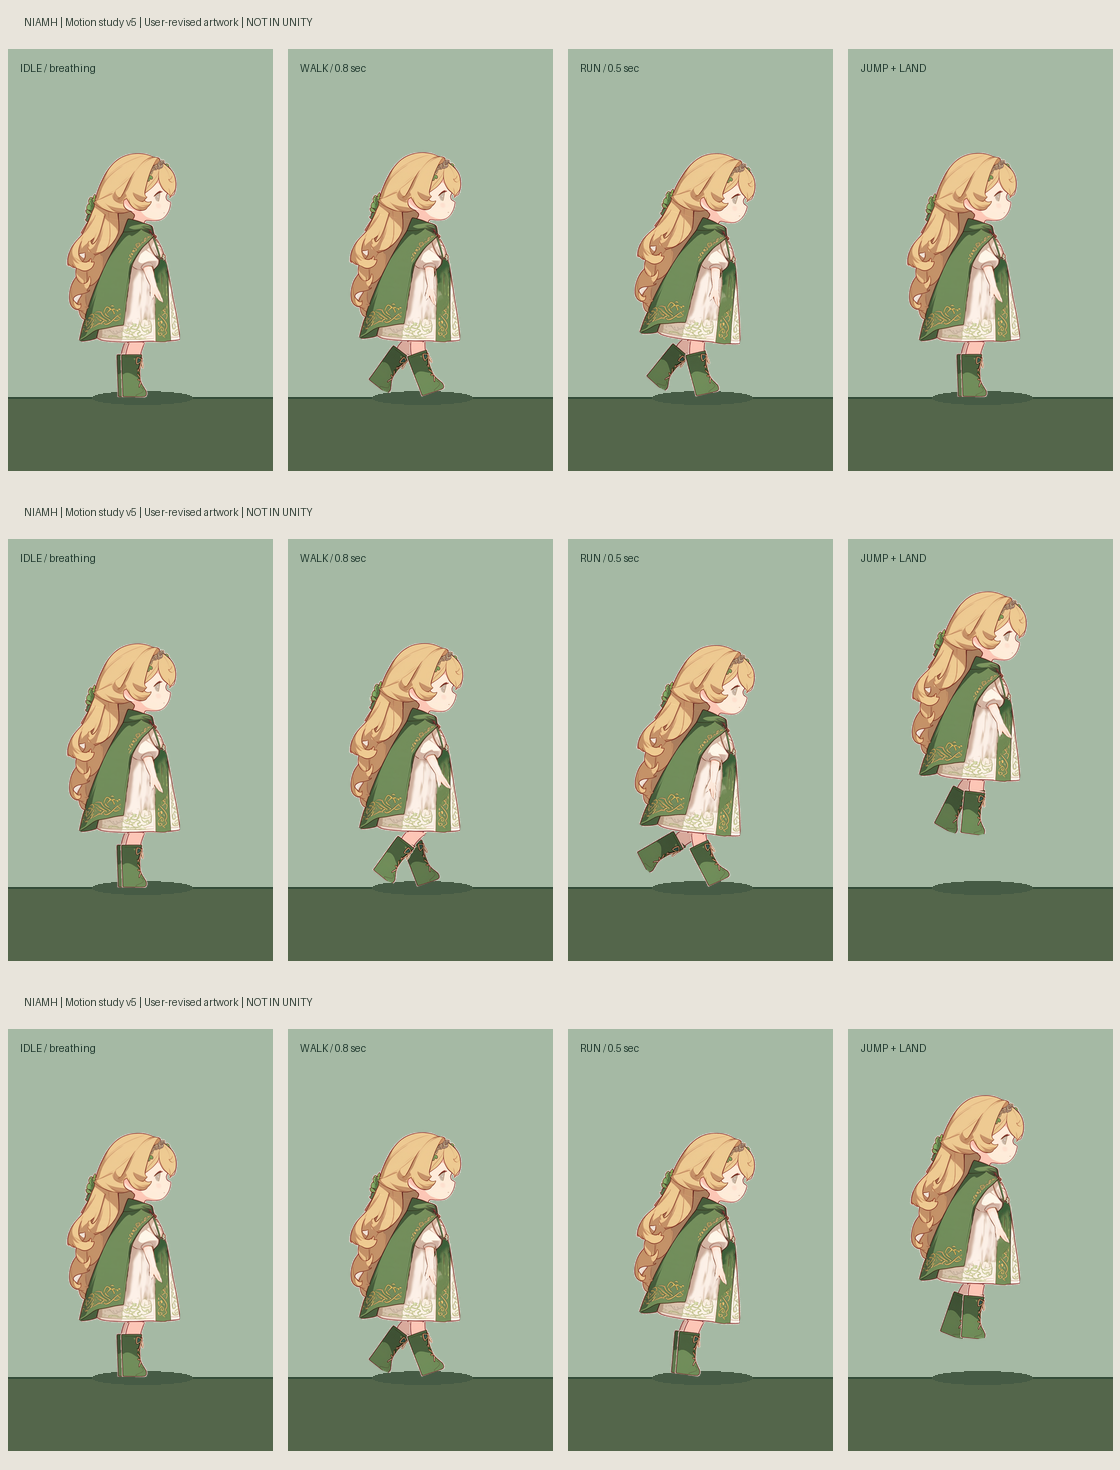 NIAMH | Motion study v5 | User-revised artwork | NOT IN UNITY
IDLE / breathing
WALK / 0.8 sec
RUN / 0.5 sec
JUMP + LAND
NIAMH | Motion study v5 | User-revised artwork | NOT IN UNITY
IDLE / breathing
WALK / 0.8 sec
RUN / 0.5 sec
JUMP + LAND
NIAMH | Motion study v5 | User-revised artwork | NOT IN UNITY
IDLE / breathing
WALK / 0.8 sec
RUN / 0.5 sec
JUMP + LAND